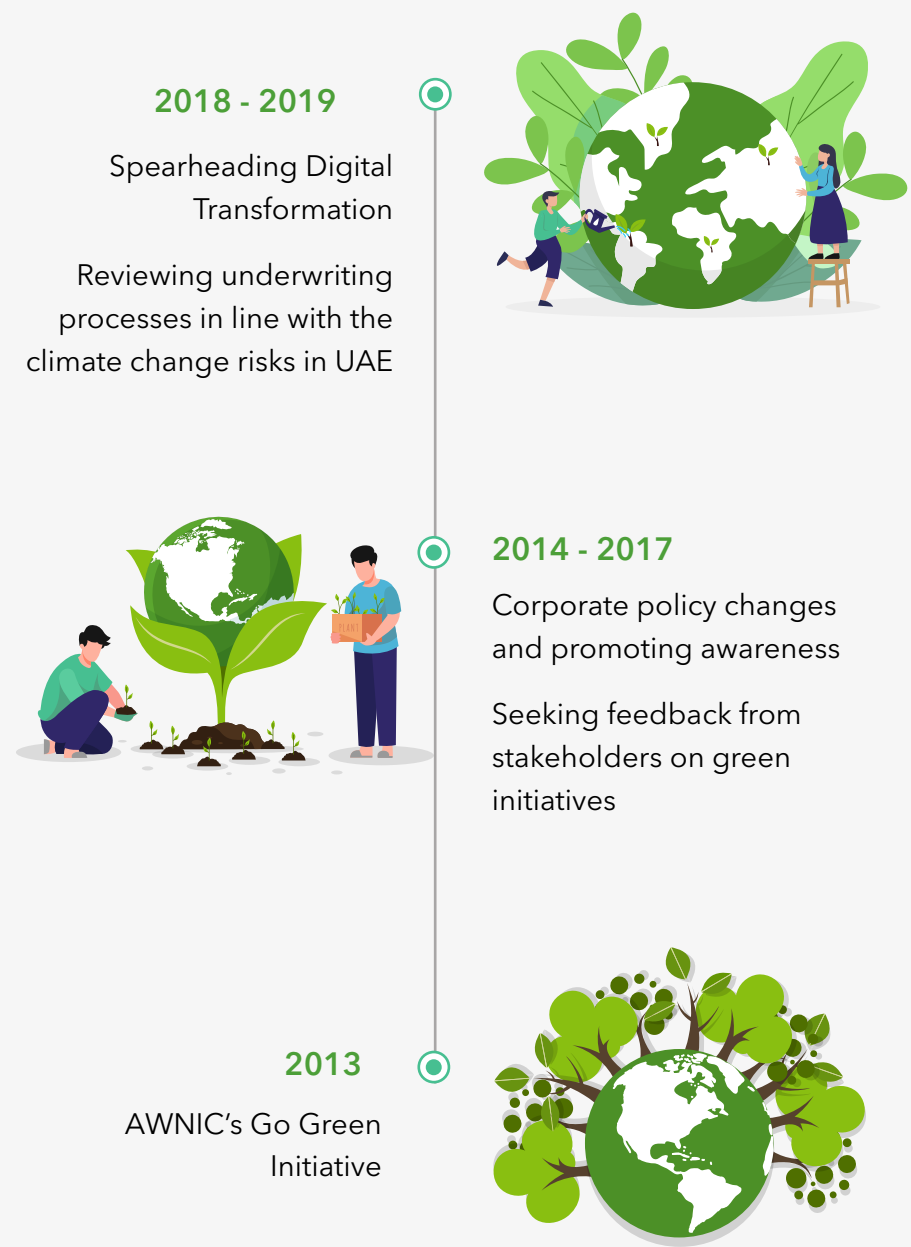 2018 - 2019
Spearheading Digital
Transformation
Reviewing underwriting
processes in line with the
climate change risks in UAE
2014 - 2017
Corporate policy changes
and promoting awareness
Seeking feedback from
stakeholders on green
initiatives
PLANT
2013
AWNIC’s Go Green
Initiative